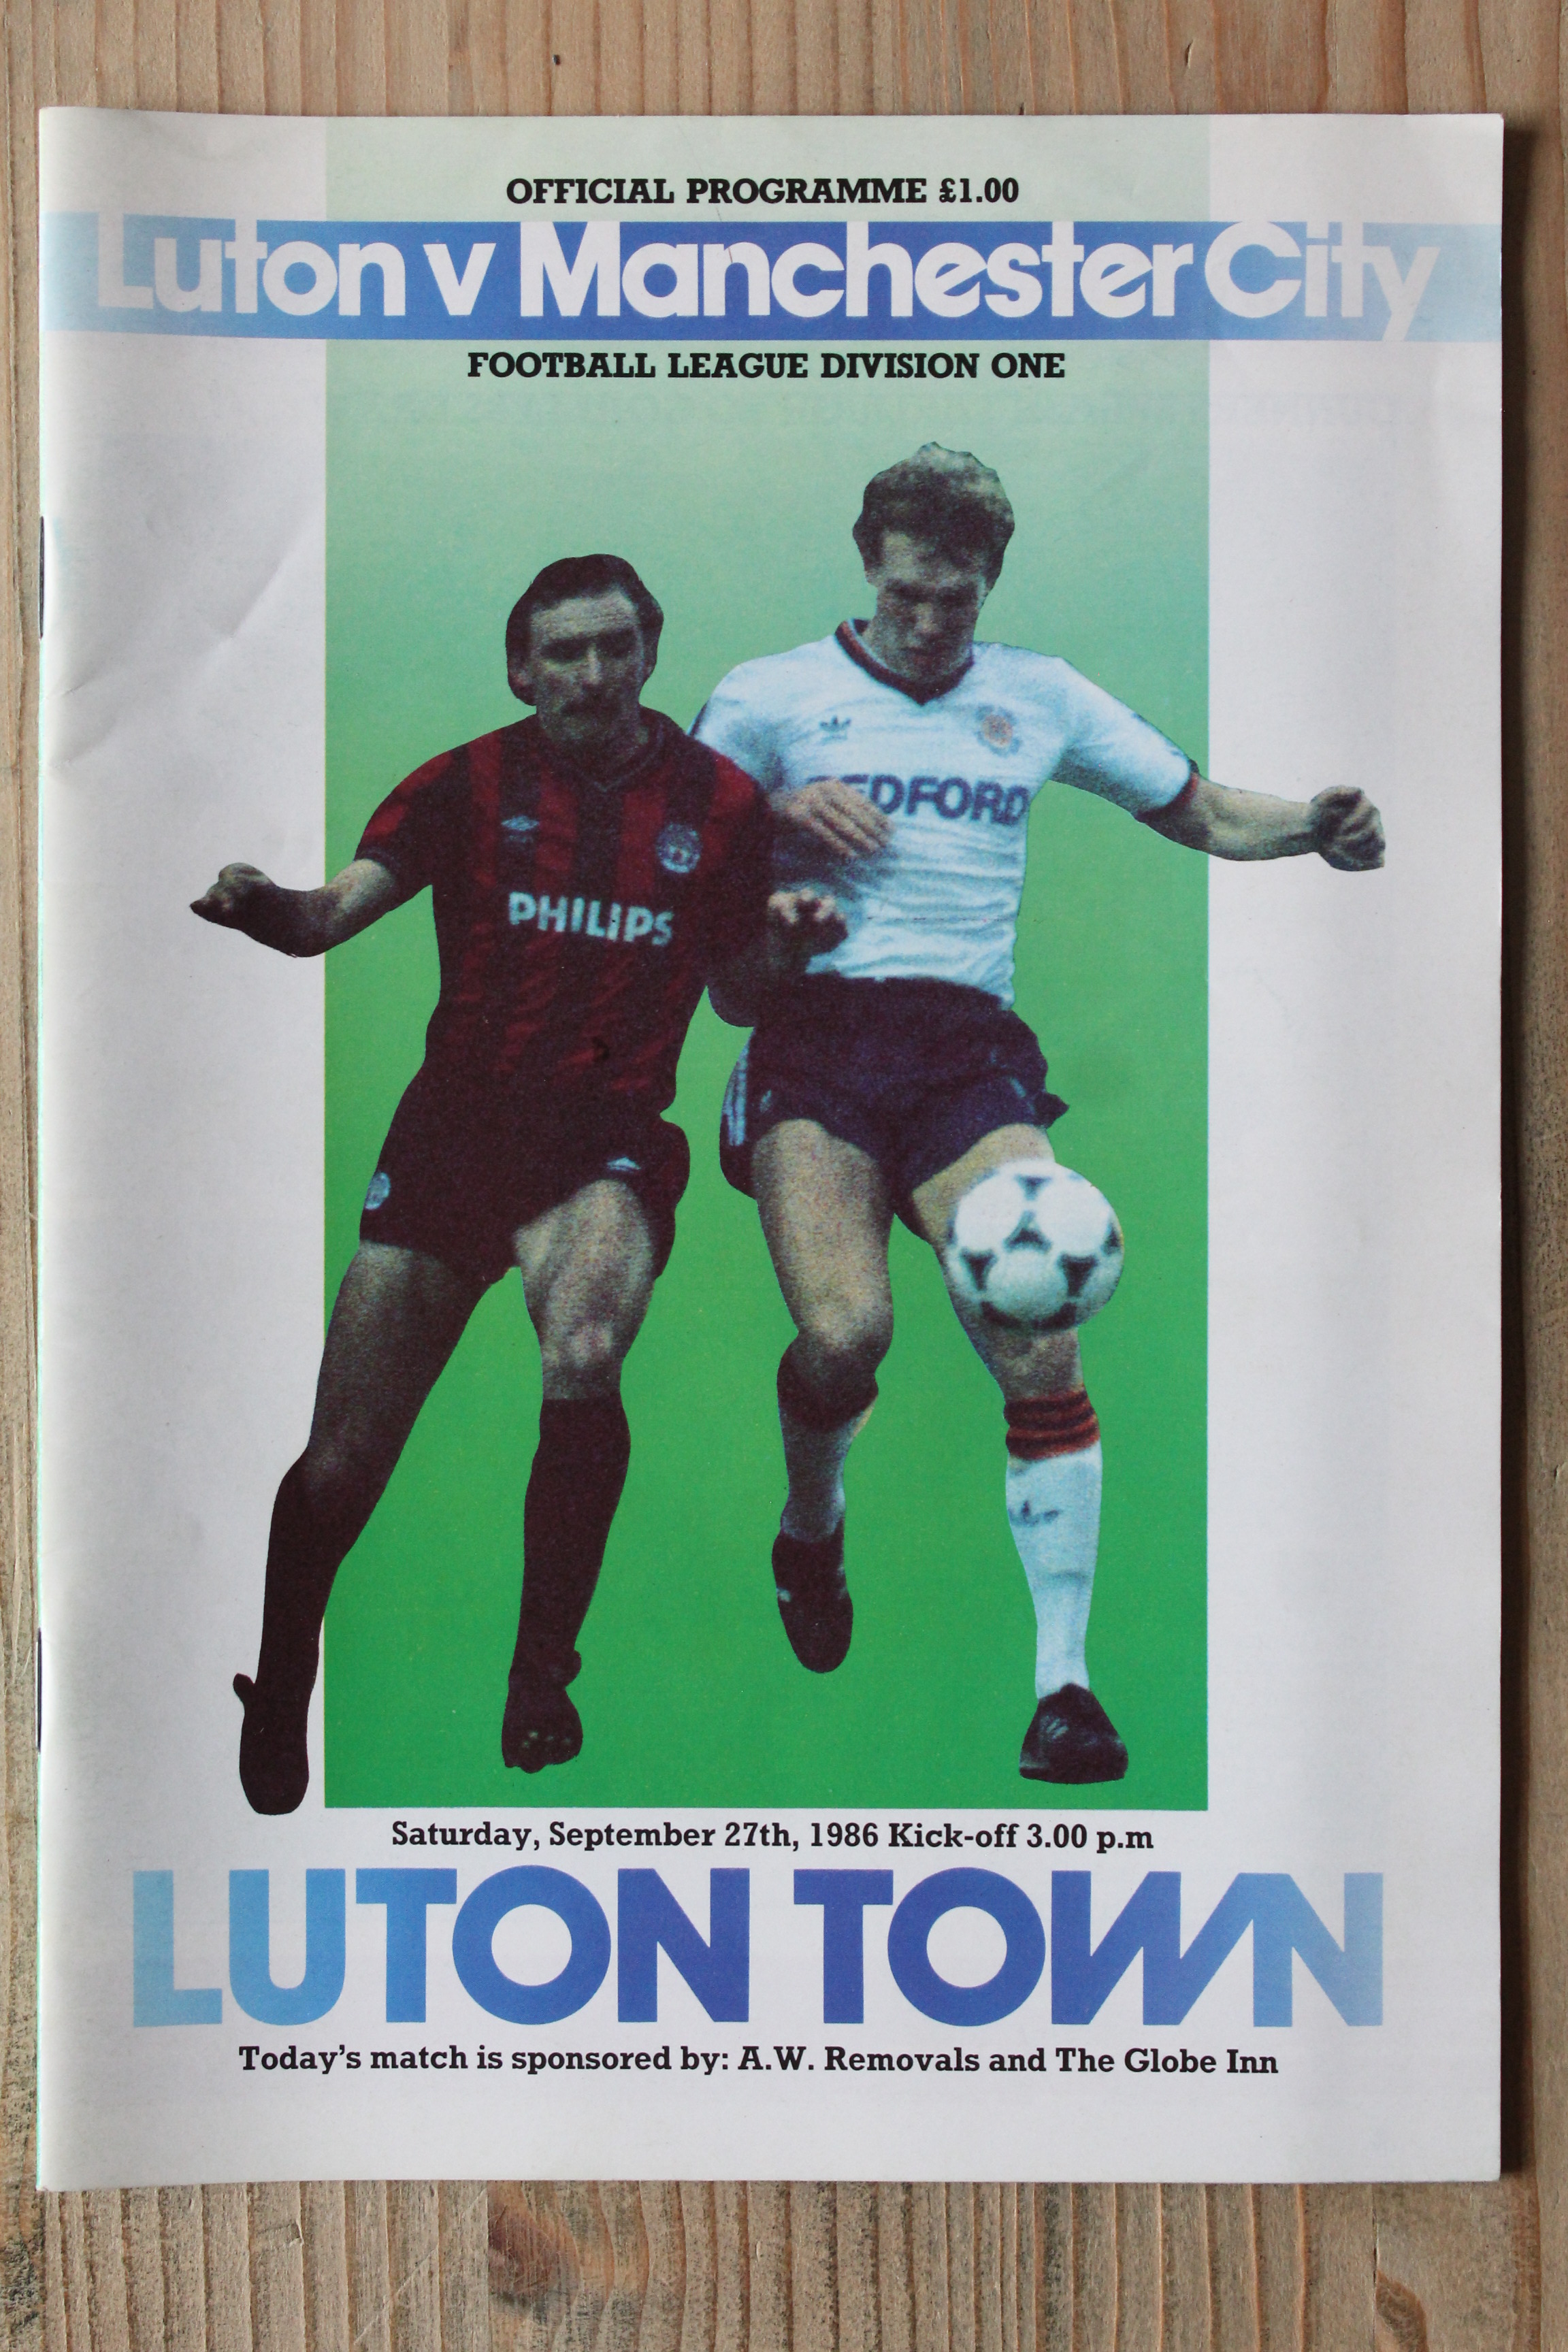 OFFICIAL PROGRAMME £1.00
Luton v Manchester City
FOOTBALL LEAGUE DIVISION ONE
PHILIPS
BEDFORD
Saturday, September 27th, 1986 Kick-off 3.00 p.m
LUTON TOWN
Today's match is sponsored by: A.W. Removals and The Globe Inn